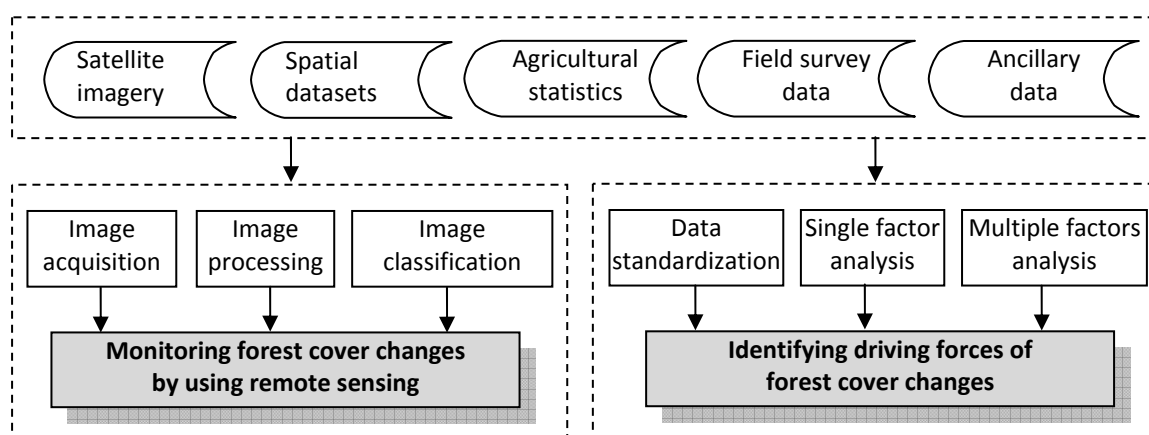 Satellite
imagery
Spatial
datasets
Agricultural
statistics
Field survey
data
Ancillary
data
Image
acquisition
Image
processing
Image
classification
Data
standardization
Single factor
analysis
Multiple factors
analysis
Monitoring forest cover changes
by using remote sensing
Identifying driving forces of
forest cover changes